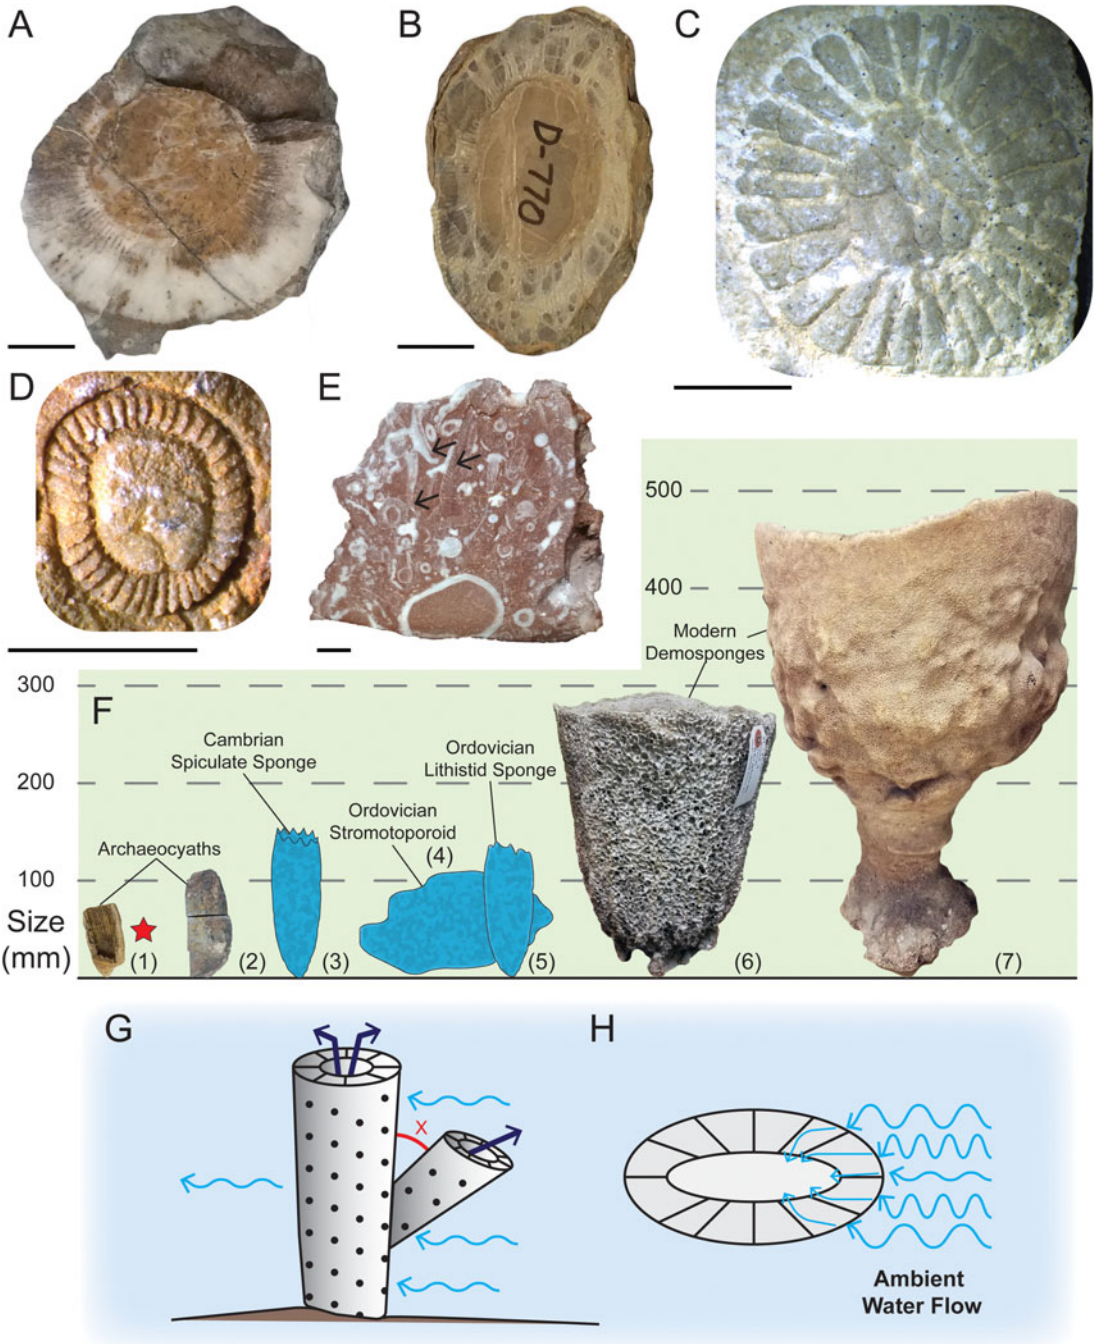 A
B
C
D-770
D
E
500
400
Modern
Demosponges
300
F
Cambrian
Spiculate Sponge
Ordovician
Lithistid Sponge
200
Ordovician
Stromotoporoid
(4)
Archaeocyaths
100
Size
(mm)
(1)
(2)
(3)
(5)
(6)
(7)
G
H
X
Ambient
Water Flow